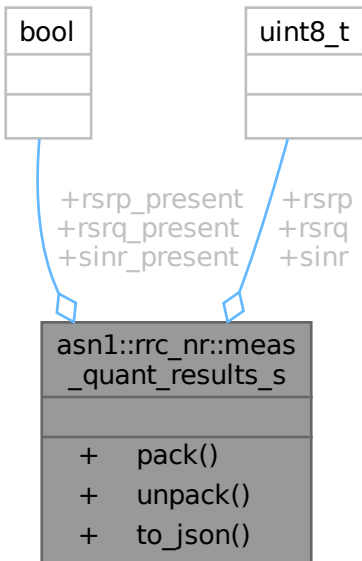 bool
uint8_t
+rsrp_present
+rsrq_present
+sinr_present
+rsrp
+rsrq
+sinr
asn1::rrc_nr::meas
_quant_results_s
+ pack()
+ unpack()
+ to_json()